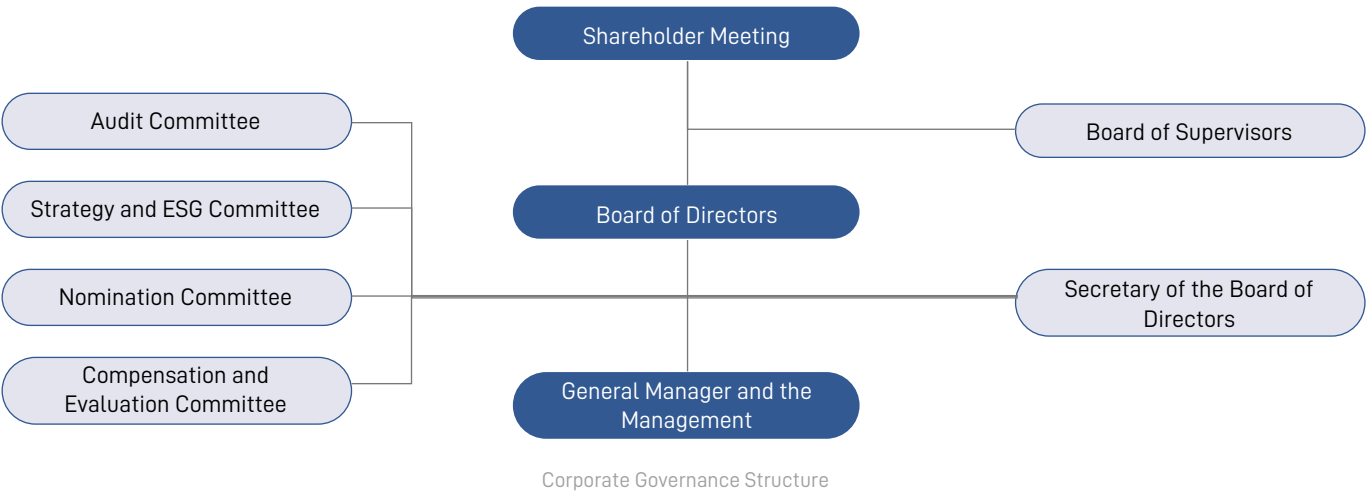 Shareholder Meeting
Audit Committee
Board of Supervisors
Strategy and ESG Committee
Board of Directors
Nomination Committee
Secretary of the Board of
Directors
Compensation and
Evaluation Committee
General Manager and the
Management
Corporate Governance Structure